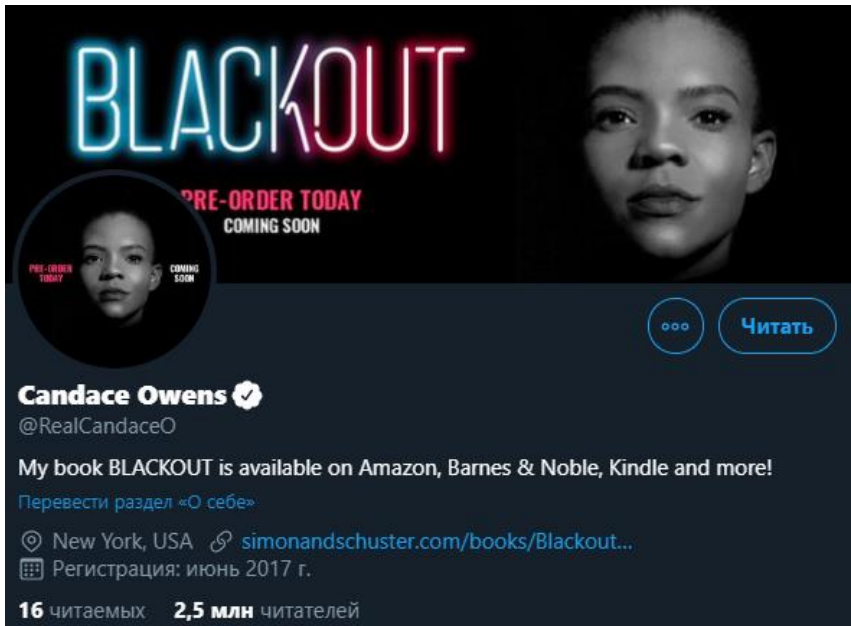 BLACKOUT
PRE-ORDER TODAY
COMING SOON
PRE-ORDER
TODAY
COMING
SOON
Читать
Candace Owens
@RealCandaceO
My book BLACKOUT is available on Amazon, Barnes & Noble, Kindle and more!
Перевести раздел «О себе»
New York, USA simonandschuster.com/books/Blackout...
Регистрация: июнь 2017 г.
16 читаемых 2,5 млн читателей